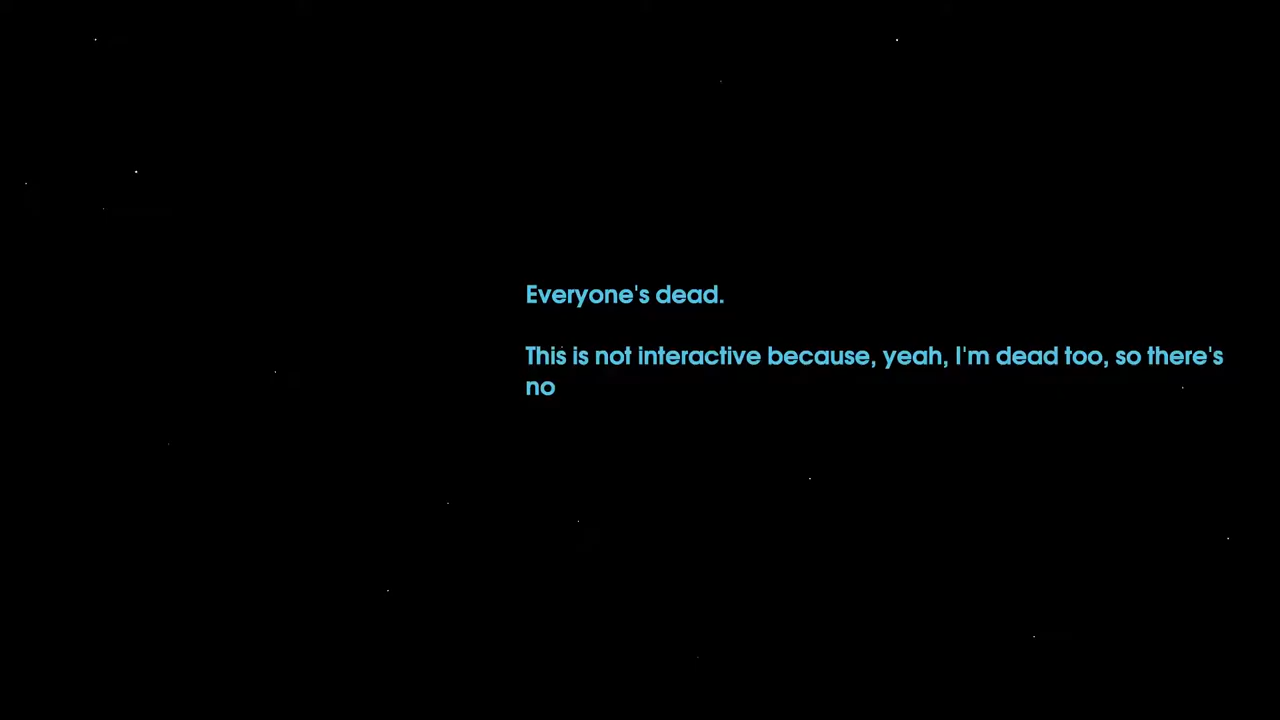 Everyone's dead.
This is not interactive because, yeah, I'm dead too, so there's
no